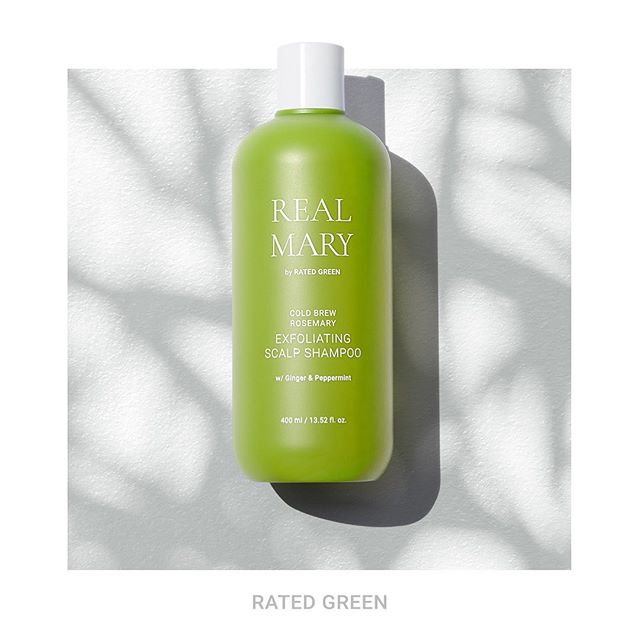 REAL
MARY
by RATED GREEN
COLD BREW
ROSEMARY
EXFOLIATING
SCALP SHAMPOO
w/ Ginger & Peppermint
400 ml / 13.52 fl. oz.
RATED GREEN